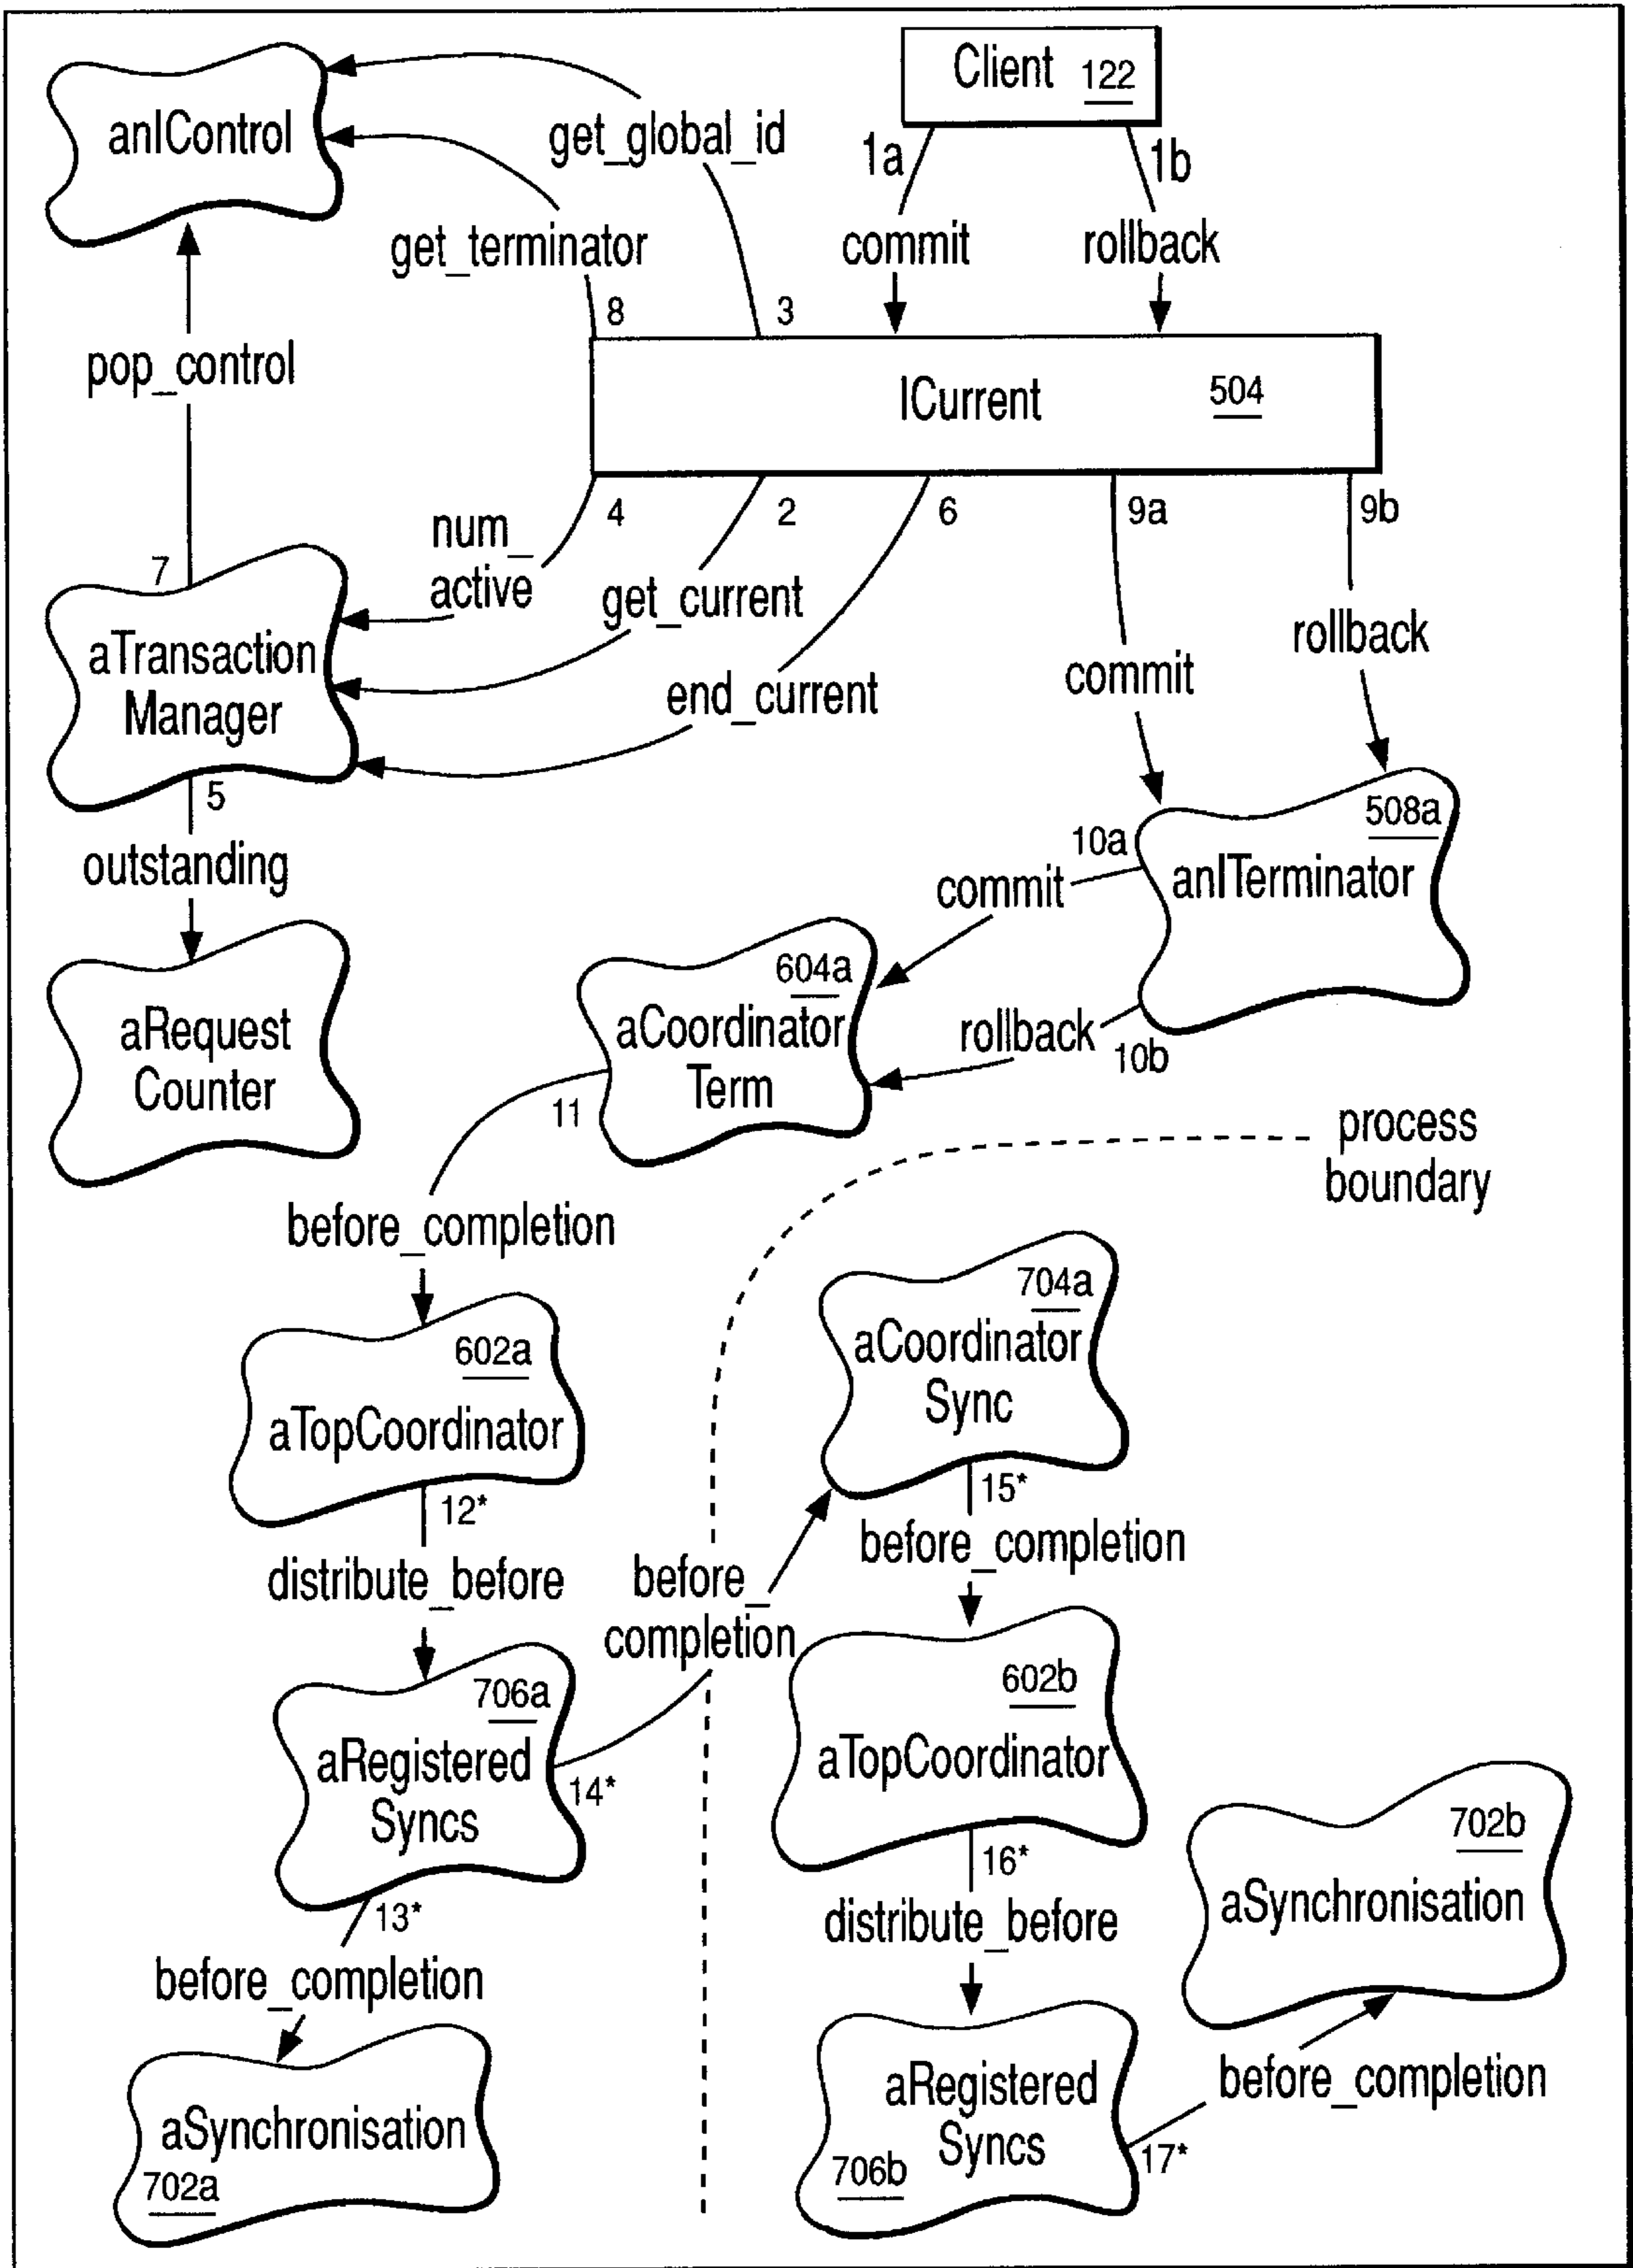 Client 122
anIControl
get_global_id
1a
1b
get_terminator
commit
rollback
8
3
pop_control
ICurrent 504
4
2
6
9a
9b
num_
active
7
get_current
rollback
aTransaction
Manager
end_current
commit
5
508a
outstanding
10a
anITerminator
commit
604a
aRequest
Counter
aCoordinator
Term
rollback
10b
11
process
boundary
before_completion
704a
602a
aCoordinator
Sync
aTopCoordinator
12*
15*
before_completion
distribute_before
before_
completion
706a
602b
aRegistered
Syncs
aTopCoordinator
14*
702b
16*
13*
distribute_before
aSynchronisation
before_completion
aRegistered
Syncs
before_completion
aSynchronisation
17*
702a
706b